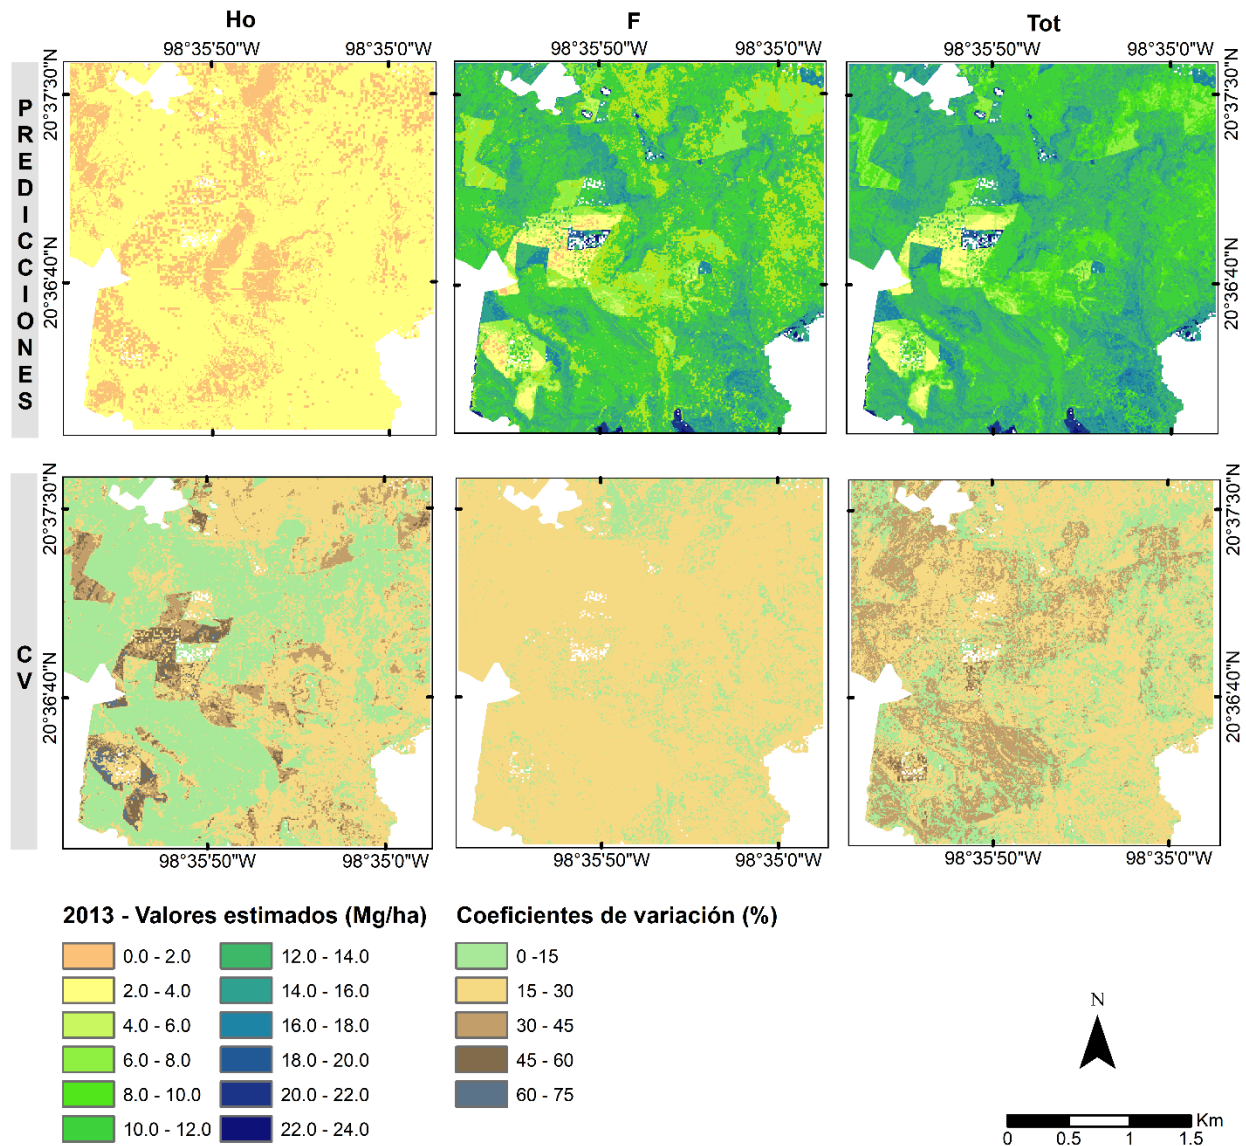 Ho
F
Tot
98°35'50"W
98°35'0"W
98°35'50"W
98°35'0"W
98°35'50"W
98°35'0"W
PREDICCIONES
20°37'30"N
20°36'40"N
20°37'30"N
20°36'40"N
CV
20°37'30"N
20°36'40"N
20°37'30"N
20°36'40"N
98°35'50"W
98°35'0"W
98°35'50"W
98°35'0"W
98°35'50"W
98°35'0"W
2013 - Valores estimados (Mg/ha)
0.0 - 2.0
2.0 - 4.0
4.0 - 6.0
6.0 - 8.0
8.0 - 10.0
10.0 - 12.0
12.0 - 14.0
14.0 - 16.0
16.0 - 18.0
18.0 - 20.0
20.0 - 22.0
22.0 - 24.0
Coeficientes de variación (%)
0 -15
15 - 30
30 - 45
45 - 60
60 - 75
N
Km
0 0.5 1 1.5